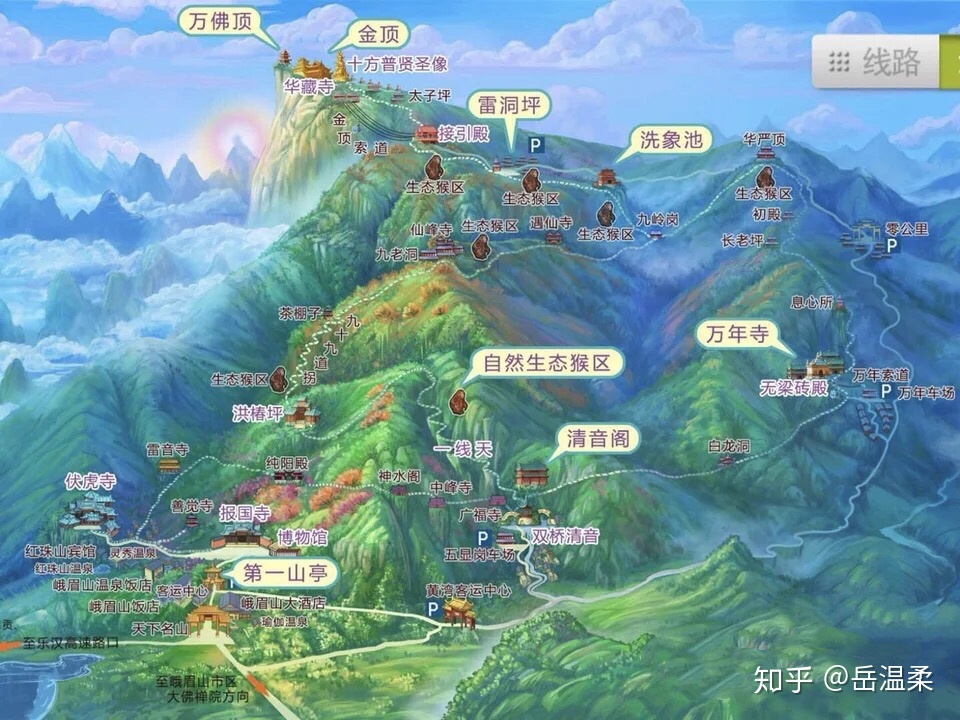 万佛顶
金顶
十方普贤圣像
华藏寺
太子坪
线路
金顶索道
接引殿
雷洞坪
P
洗象池
华严顶
生态猴区
生态猴区
生态猴区
生态猴区
生态猴区
初殿
仙峰寺
遇仙寺
九岭岗
零公里
P
九老洞
长老坪
茶棚子
九十九道拐
息心所
万年寺
自然生态猴区
生态猴区
无梁砖殿
万年索道
P
万年车场
洪椿坪
一线天
清音阁
白龙洞
雷音寺
纯阳殿
神水阁
中峰寺
伏虎寺
善觉寺
报国寺
广福寺
博物馆
P
双桥清音
五显岗车场
红珠山宾馆
灵秀温泉
红珠山温泉
第一山亭
峨眉山温泉饭店
客运中心
峨眉山饭店
峨眉山大酒店
瑜伽温泉
黄湾客运中心
P
天下名山
至乐汉高速路口
至峨眉山市区
大佛禅院方向
知乎 @岳温柔